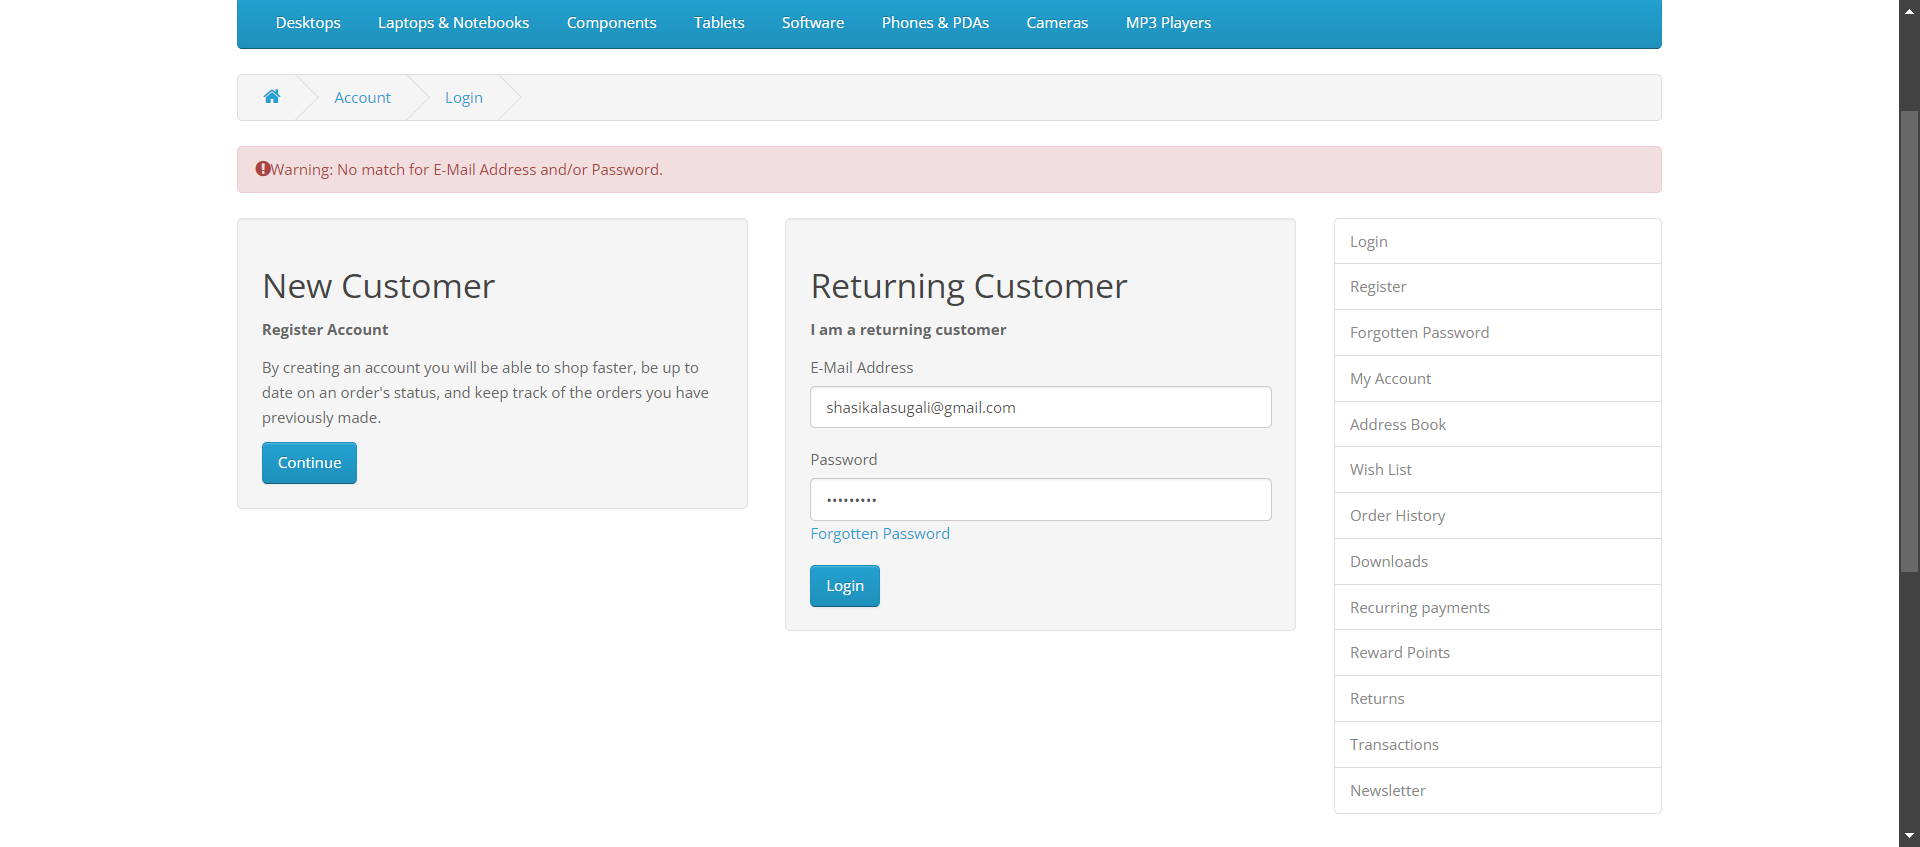 Desktops Laptops & Notebooks Components Tablets Software Phones & PDAs Cameras MP3 Players
Account Login
Warning: No match for E-Mail Address and/or Password.
New Customer
Register Account
By creating an account you will be able to shop faster, be up to
date on an order's status, and keep track of the orders you have
previously made.
Continue
Returning Customer
I am a returning customer
E-Mail Address
shasikalasugali@gmail.com
Password
•••••••••
Forgotten Password
Login
Login
Register
Forgotten Password
My Account
Address Book
Wish List
Order History
Downloads
Recurring payments
Reward Points
Returns
Transactions
Newsletter